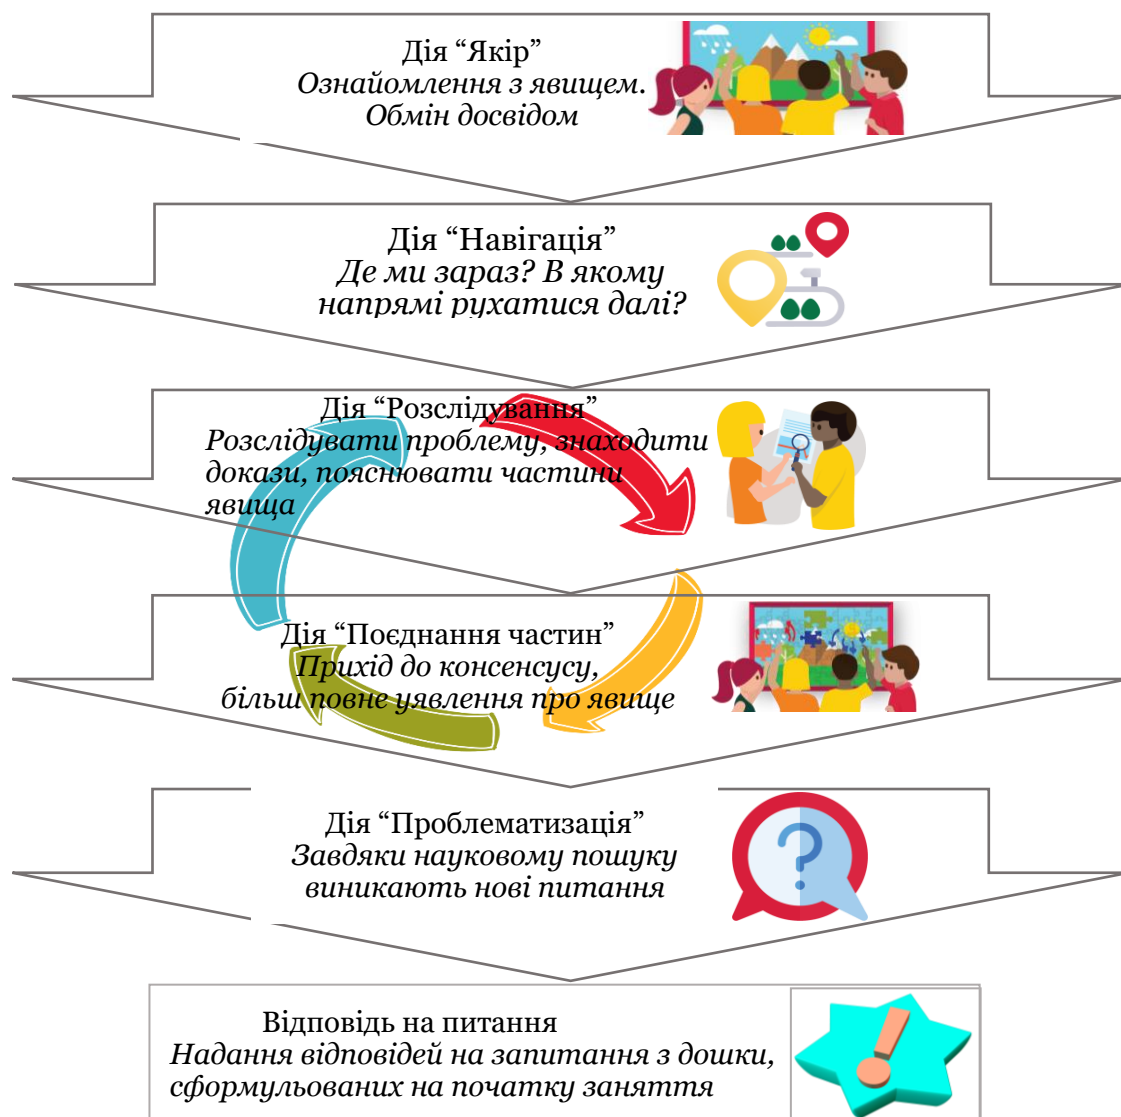 Дія “Якір”
Ознайомлення з явищем.
Обмін досвідом
Дія “Навігація”
Де ми зараз? В якому
напрямі рухатися далі?
Дія “Розслідування”
Розслідувати проблему, знаходити
докази, пояснювати частини
явища
Дія “Поєднання частин”
Прихід до консенсусу,
більш повне уявлення про явище
Дія “Проблематизація”
Завдяки науковому пошуку
виникають нові питання
Відповідь на питання
Надання відповідей на запитання з дошки,
сформульованих на початку заняття